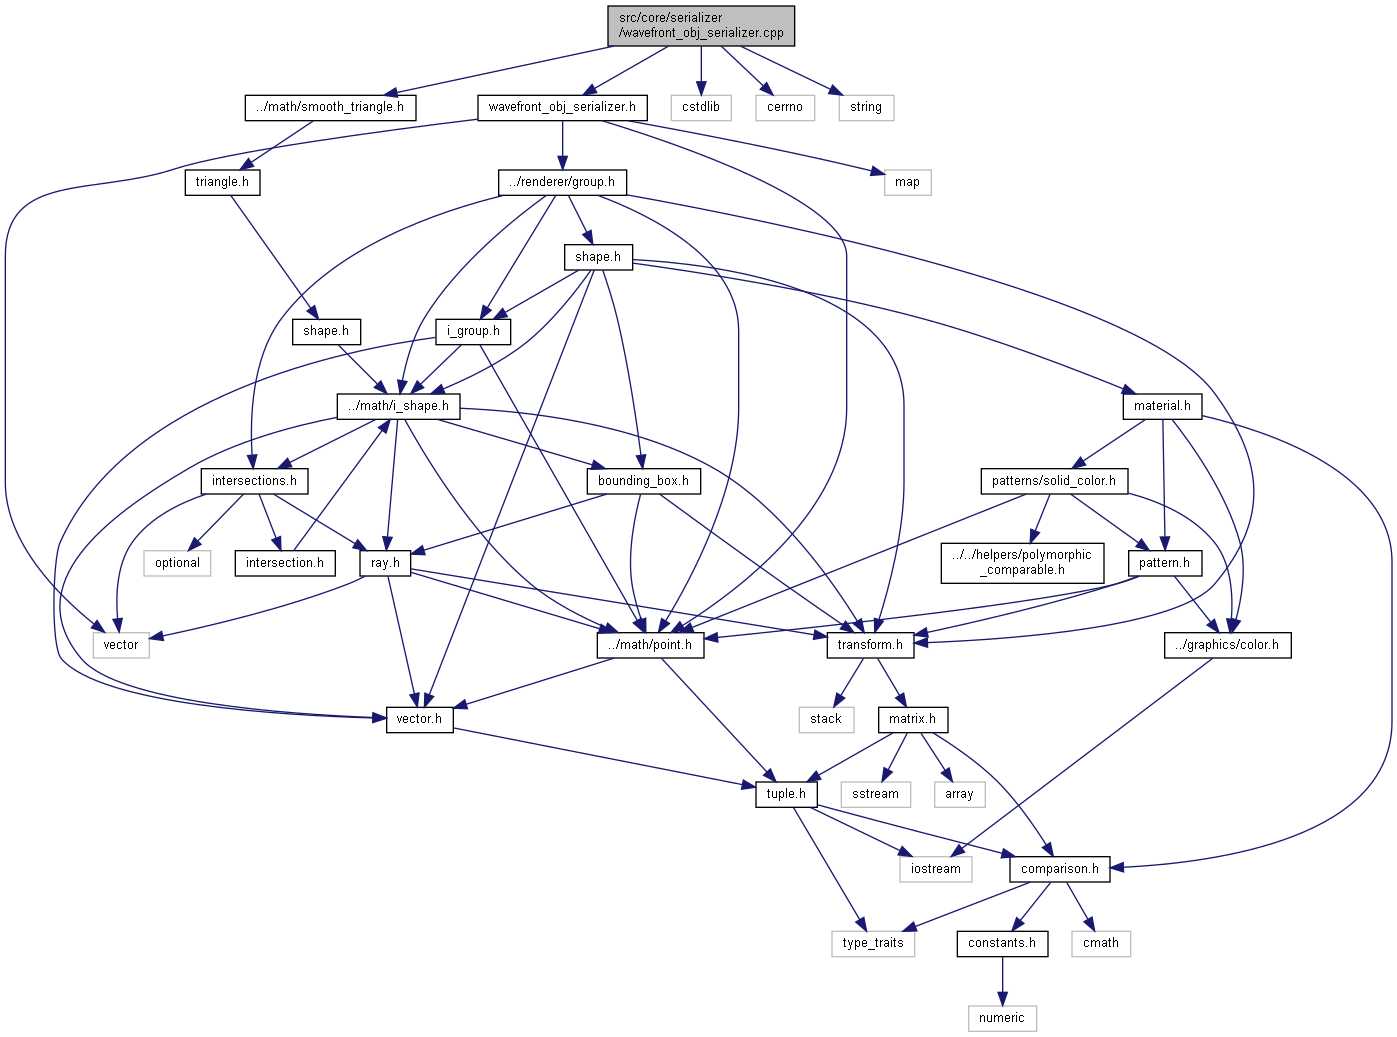 src/core/serializer
/wavefront_obj_serializer.cpp
../math/smooth_triangle.h
wavefront_obj_serializer.h
cstdlib
cerrno
string
triangle.h
../renderer/group.h
map
shape.h
shape.h
i_group.h
../math/i_shape.h
material.h
intersections.h
bounding_box.h
patterns/solid_color.h
optional
intersection.h
ray.h
../../helpers/polymorphic
_comparable.h
pattern.h
vector
../math/point.h
transform.h
../graphics/color.h
vector.h
stack
matrix.h
tuple.h
sstream
array
iostream
comparison.h
type_traits
constants.h
cmath
numeric